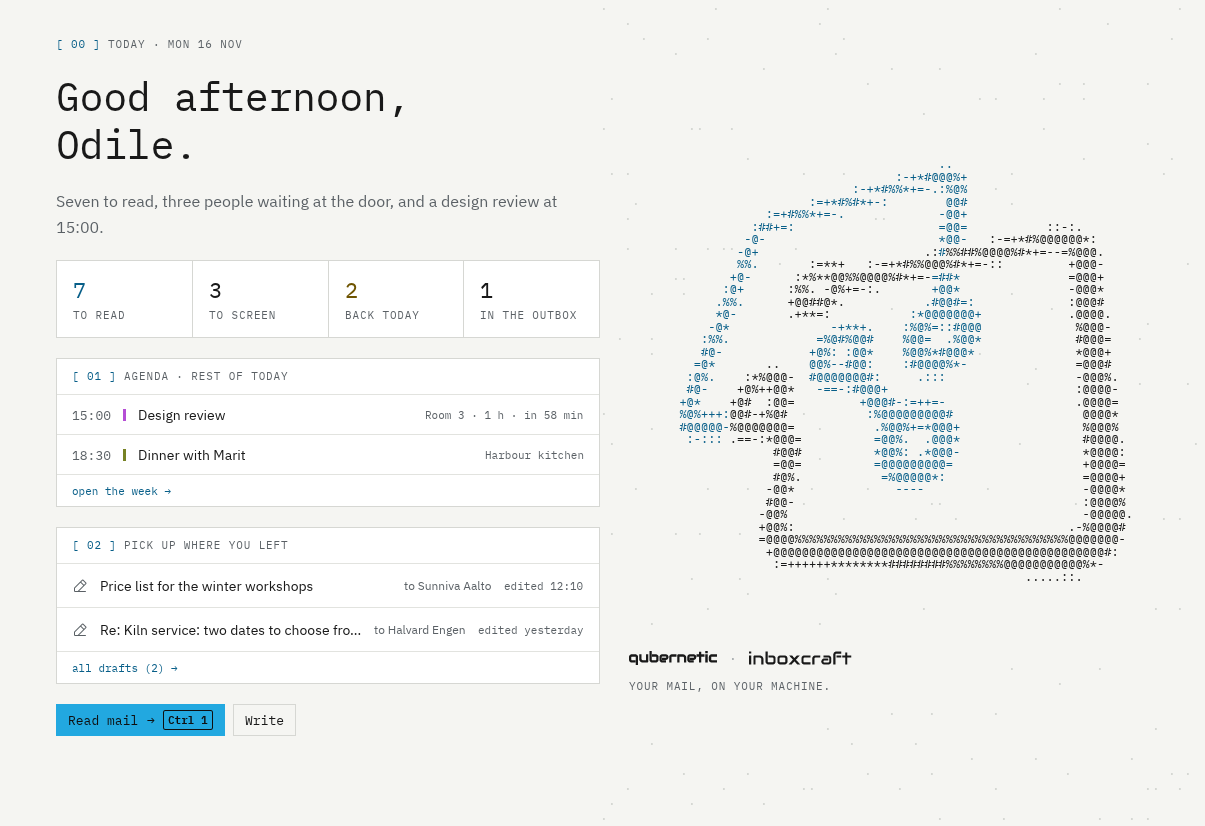 [ 00 ] TODAY · MON 16 NOV
Good afternoon,
Odile.
Seven to read, three people waiting at the door, and a design review at
15:00.
7
TO READ
3
TO SCREEN
2
BACK TODAY
1
IN THE OUTBOX
[ 01 ] AGENDA · REST OF TODAY
15:00 Design review Room 3 · 1 h · in 58 min
18:30 Dinner with Marit Harbour kitchen
open the week →
[ 02 ] PICK UP WHERE YOU LEFT
Price list for the winter workshops to Sunniva Aalto edited 12:10
Re: Kiln service: two dates to choose fro… to Halvard Engen edited yesterday
all drafts (2) →
Read mail → Ctrl 1 Write
qubernetic · inboxcraft
YOUR MAIL, ON YOUR MACHINE.